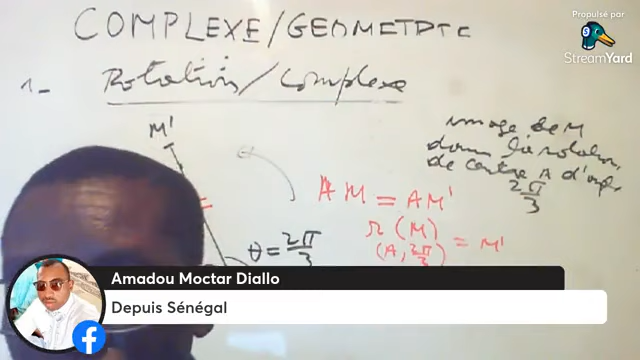 Propulsé par
StreamYard
COMPLEXE/GEOMETRIE
1- Rotation/Complexe
M'
image de M
dans la rotation
de centre A d'angle
2π/3
AM = AM'
r(M) = M'
(A, 2π/3)
θ = 2π/3
Amadou Moctar Diallo
Depuis Sénégal